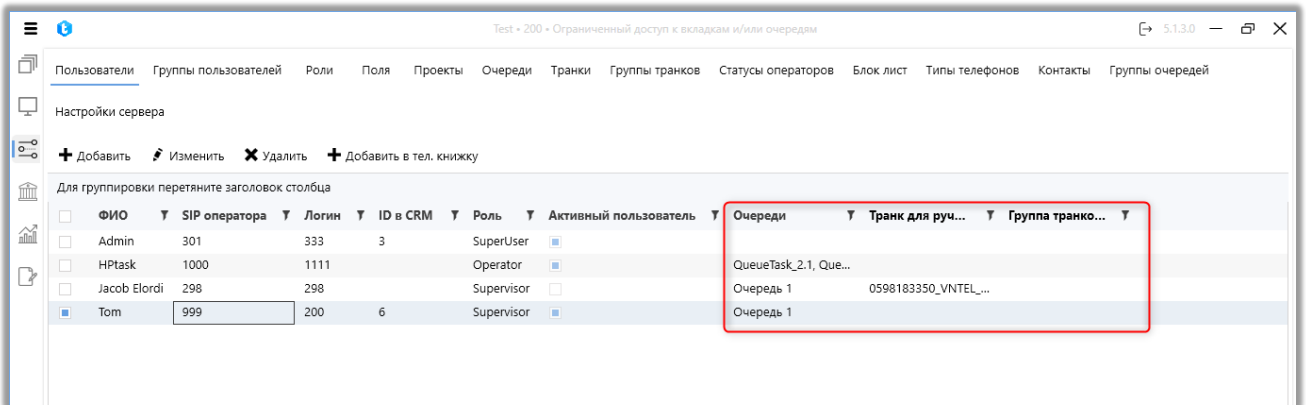 Test • 200 • Ограниченный доступ к вкладкам и/или очередям 5.1.3.0
Пользователи Группы пользователей Роли Поля Проекты Очереди Транки Группы транков Статусы операторов Блок лист Типы телефонов Контакты Группы очередей
Настройки сервера
Добавить Изменить Удалить Добавить в тел. книжку
Для группировки перетяните заголовок столбца
ФИО SIP оператора Логин ID в CRM Роль Активный пользователь Очереди Транк для руч... Группа транко...
Admin 301 333 3 SuperUser
HPtask 1000 1111 Operator QueueTask_2.1, Que...
Jacob Elordi 298 298 Supervisor Очередь 1 0598183350_VNTEL_...
Tom 999 200 6 Supervisor Очередь 1